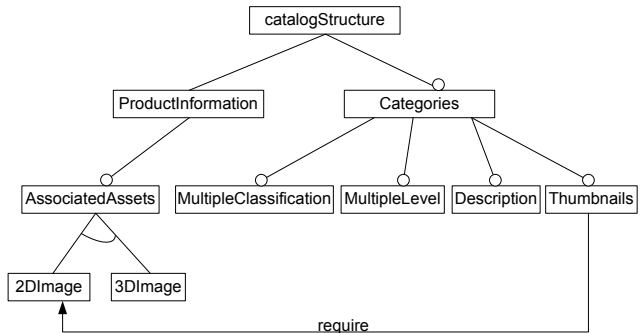 catalogStructure
ProductInformation
Categories
AssociatedAssets
MultipleClassification
MultipleLevel
Description
Thumbnails
2DImage
3DImage
require